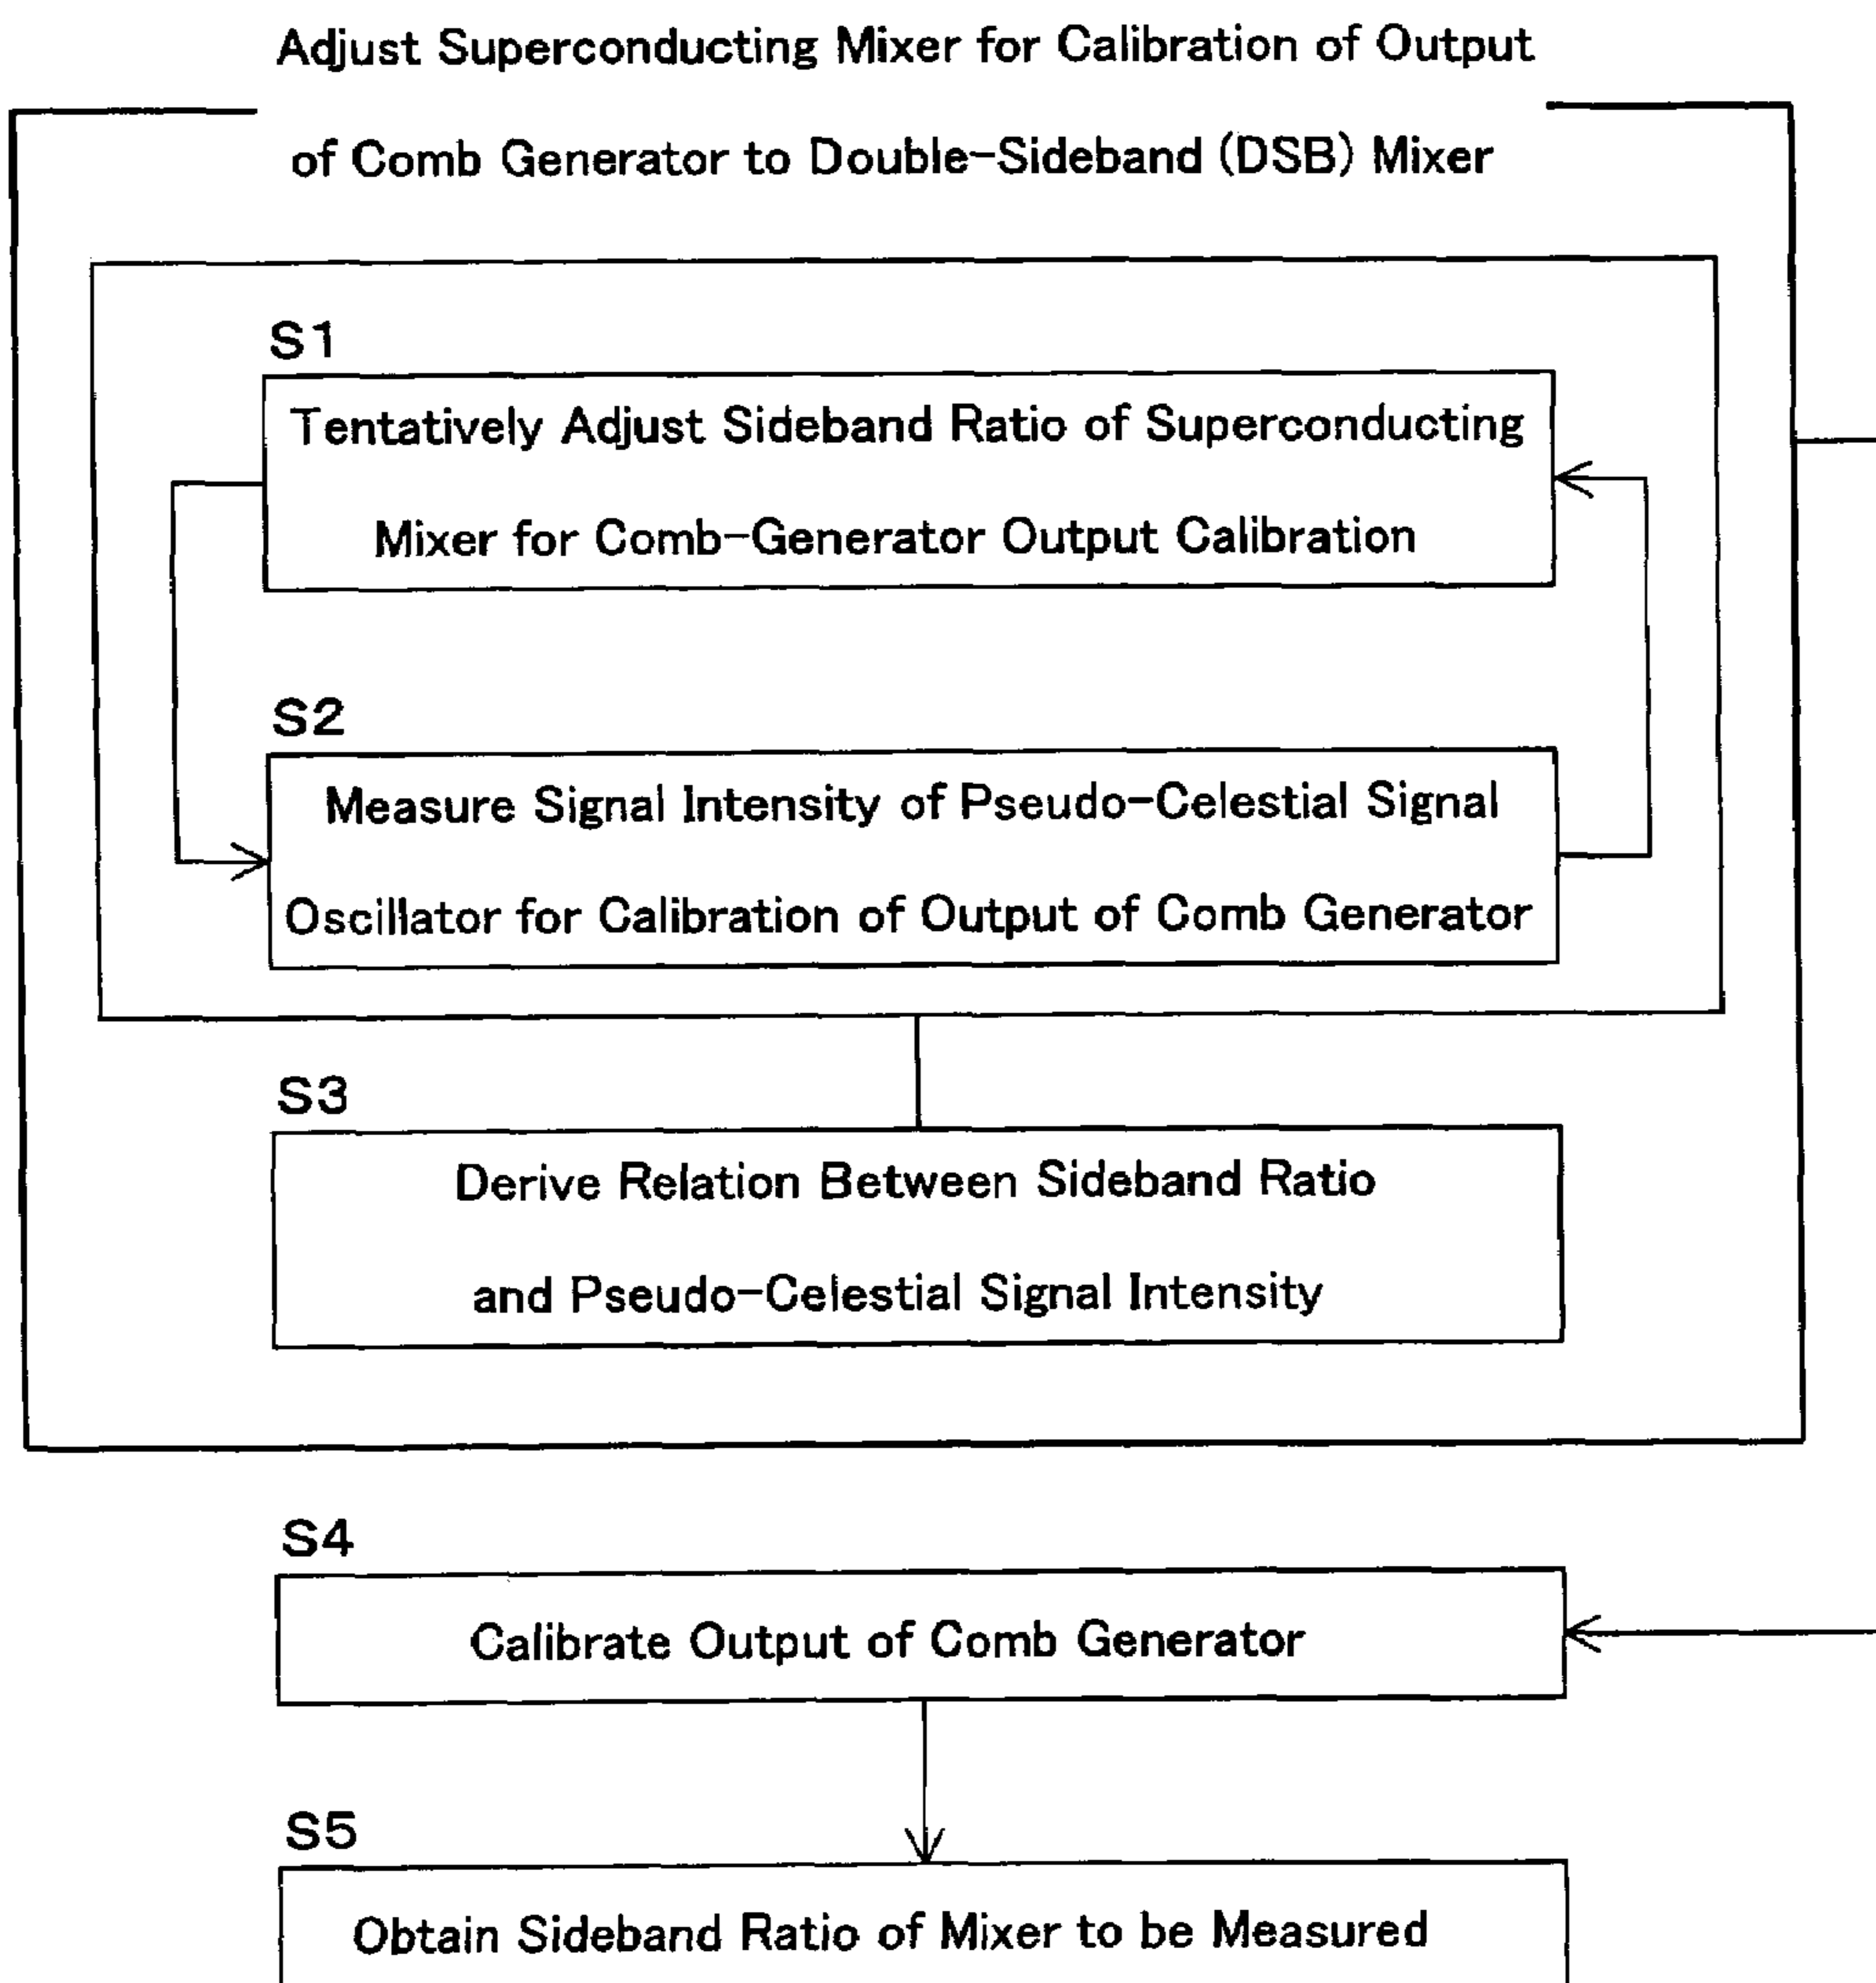 Adjust Superconducting Mixer for Calibration of Output
of Comb Generator to Double-Sideband (DSB) Mixer
S1
Tentatively Adjust Sideband Ratio of Superconducting
Mixer for Comb-Generator Output Calibration
S2
Measure Signal Intensity of Pseudo-Celestial Signal
Oscillator for Calibration of Output of Comb Generator
S3
Derive Relation Between Sideband Ratio
and Pseudo-Celestial Signal Intensity
S4
Calibrate Output of Comb Generator
S5
Obtain Sideband Ratio of Mixer to be Measured